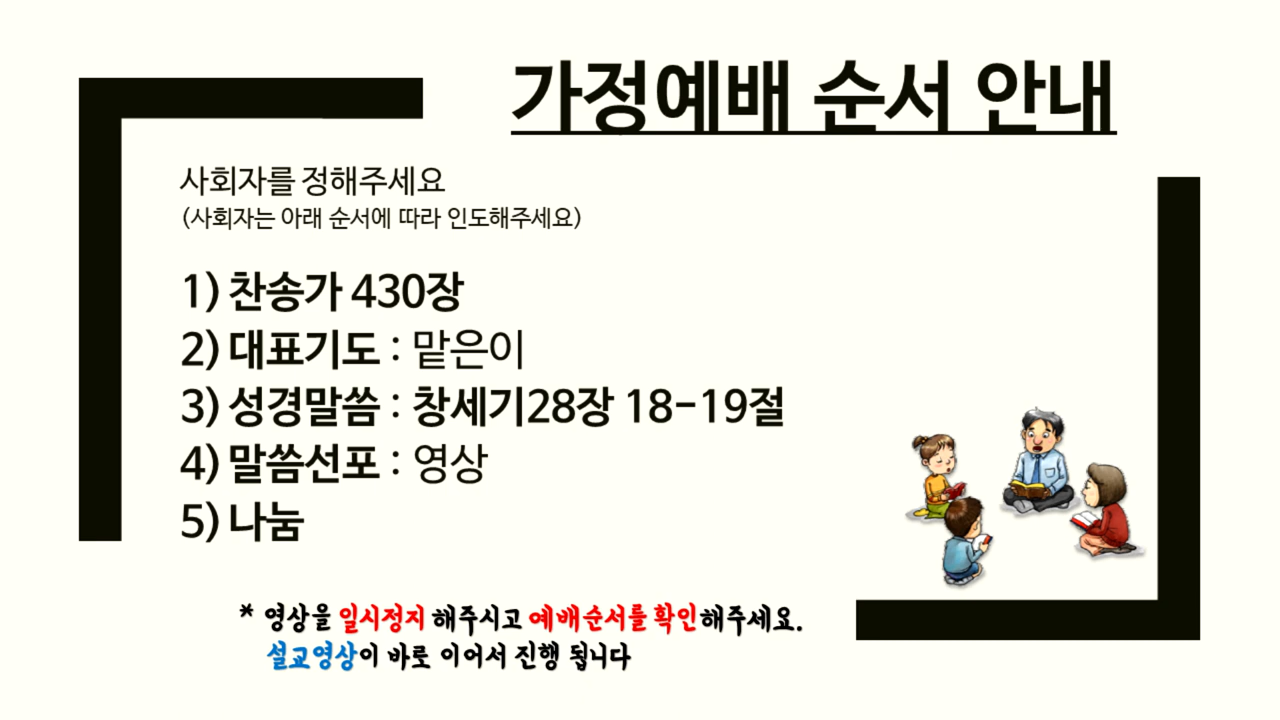 가정예배 순서 안내
사회자를 정해주세요
(사회자는 아래 순서에 따라 인도해주세요)
1) 찬송가 430장
2) 대표기도 : 맡은이
3) 성경말씀 : 창세기28장 18-19절
4) 말씀선포 : 영상
5) 나눔
* 영상을 일시정지 해주시고 예배순서를 확인해주세요.
설교영상이 바로 이어서 진행 됩니다